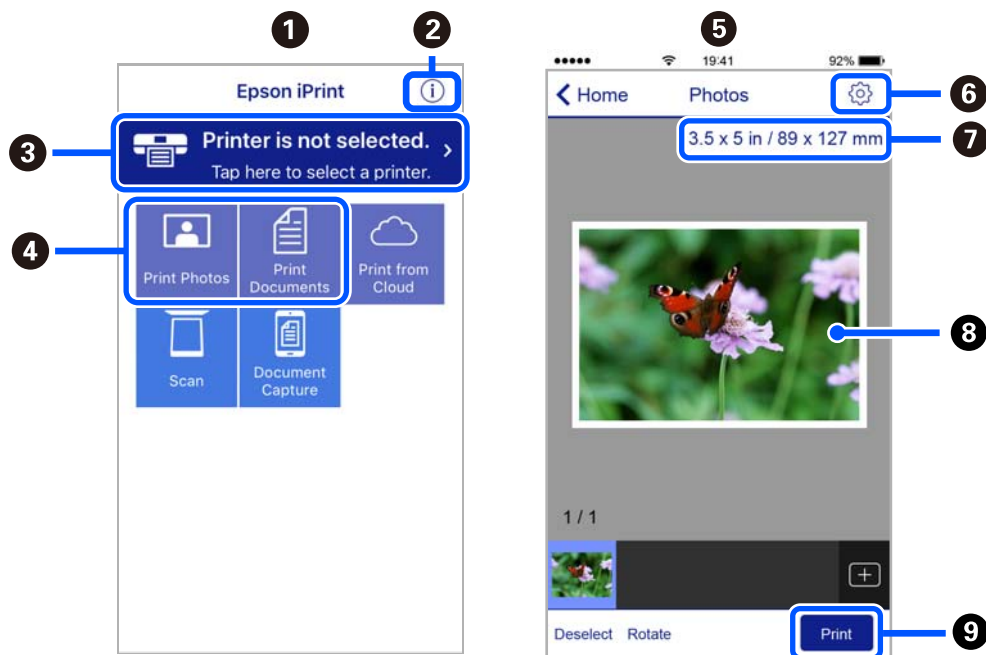 1
2
Epson iPrint
3
Printer is not selected.
Tap here to select a printer.
4
Print Photos
Print
Documents
Print from
Cloud
Scan
Document
Capture
5
19:41
92%
Home
Photos
6
3.5 x 5 in / 89 x 127 mm
7
8
1 / 1
Deselect
Rotate
Print
9